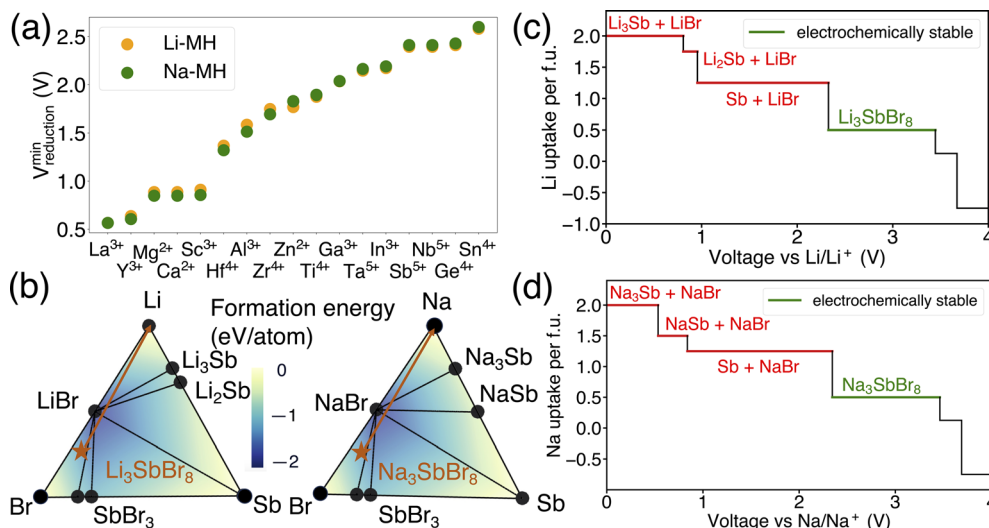 (a)
2.5
2.0
1.5
1.0
0.5
V^min_reduction (V)
Li-MH
Na-MH
La³⁺ Mg²⁺ Sc³⁺ Al³⁺ Zn²⁺ Ga³⁺ In³⁺ Nb⁵⁺ Sn⁴⁺
Y³⁺ Ca²⁺ Hf⁴⁺ Zr⁴⁺ Ti⁴⁺ Ta⁵⁺ Sb⁵⁺ Ge⁴⁺
(b)
Formation energy
(eV/atom)
0
−1
−2
Li
Li₃Sb
Li₂Sb
LiBr
Li₃SbBr₈
Br
SbBr₃
Sb
Na
Na₃Sb
NaSb
NaBr
Na₃SbBr₈
Br
SbBr₃
Sb
(c)
Li₃Sb + LiBr
electrochemically stable
Li₂Sb + LiBr
Sb + LiBr
Li₃SbBr₈
2.0
1.5
1.0
0.5
0.0
−0.5
−1.0
Li uptake per f.u.
0 1 2 3 4
Voltage vs Li/Li⁺ (V)
(d)
Na₃Sb + NaBr
electrochemically stable
NaSb + NaBr
Sb + NaBr
Na₃SbBr₈
2.0
1.5
1.0
0.5
0.0
−0.5
Na uptake per f.u.
0 1 2 3 4
Voltage vs Na/Na⁺ (V)